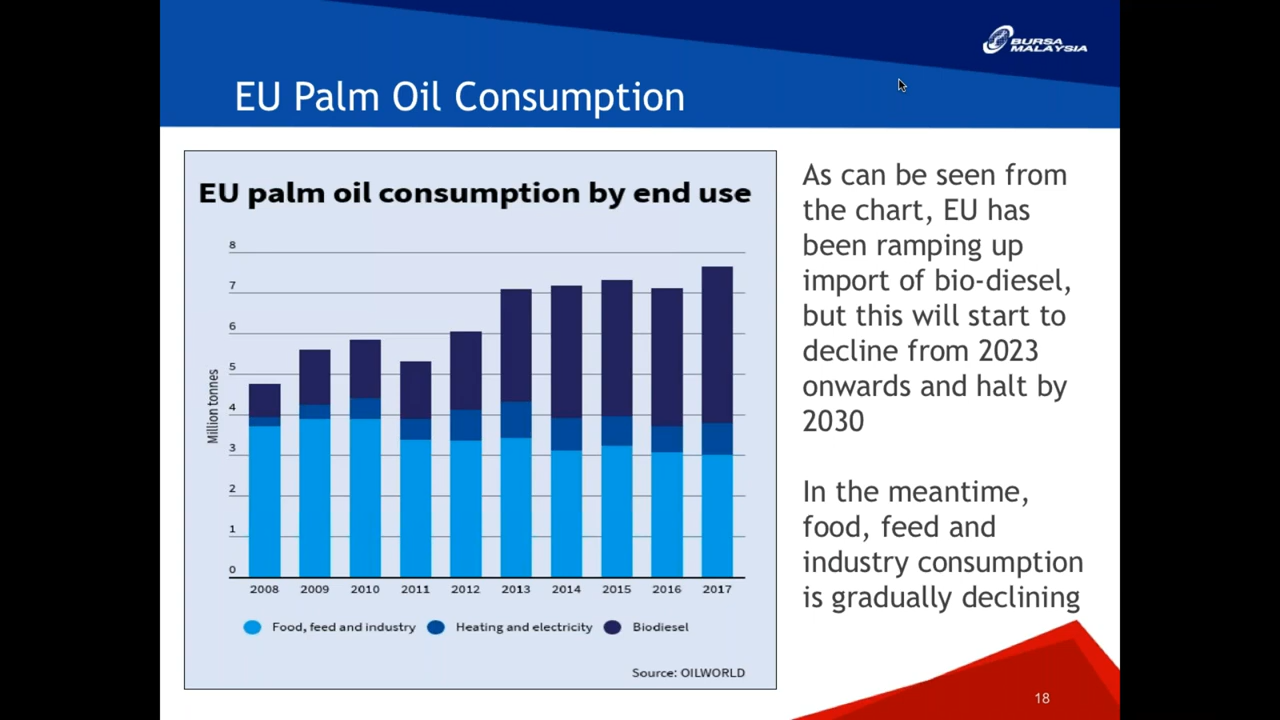 BURSA
MALAYSIA
EU Palm Oil Consumption
EU palm oil consumption by end use
8
7
6
5
4
3
2
1
0
Million tonnes
2008 2009 2010 2011 2012 2013 2014 2015 2016 2017
Food, feed and industry Heating and electricity Biodiesel
Source: OILWORLD
As can be seen from
the chart, EU has
been ramping up
import of bio-diesel,
but this will start to
decline from 2023
onwards and halt by
2030
In the meantime,
food, feed and
industry consumption
is gradually declining
18